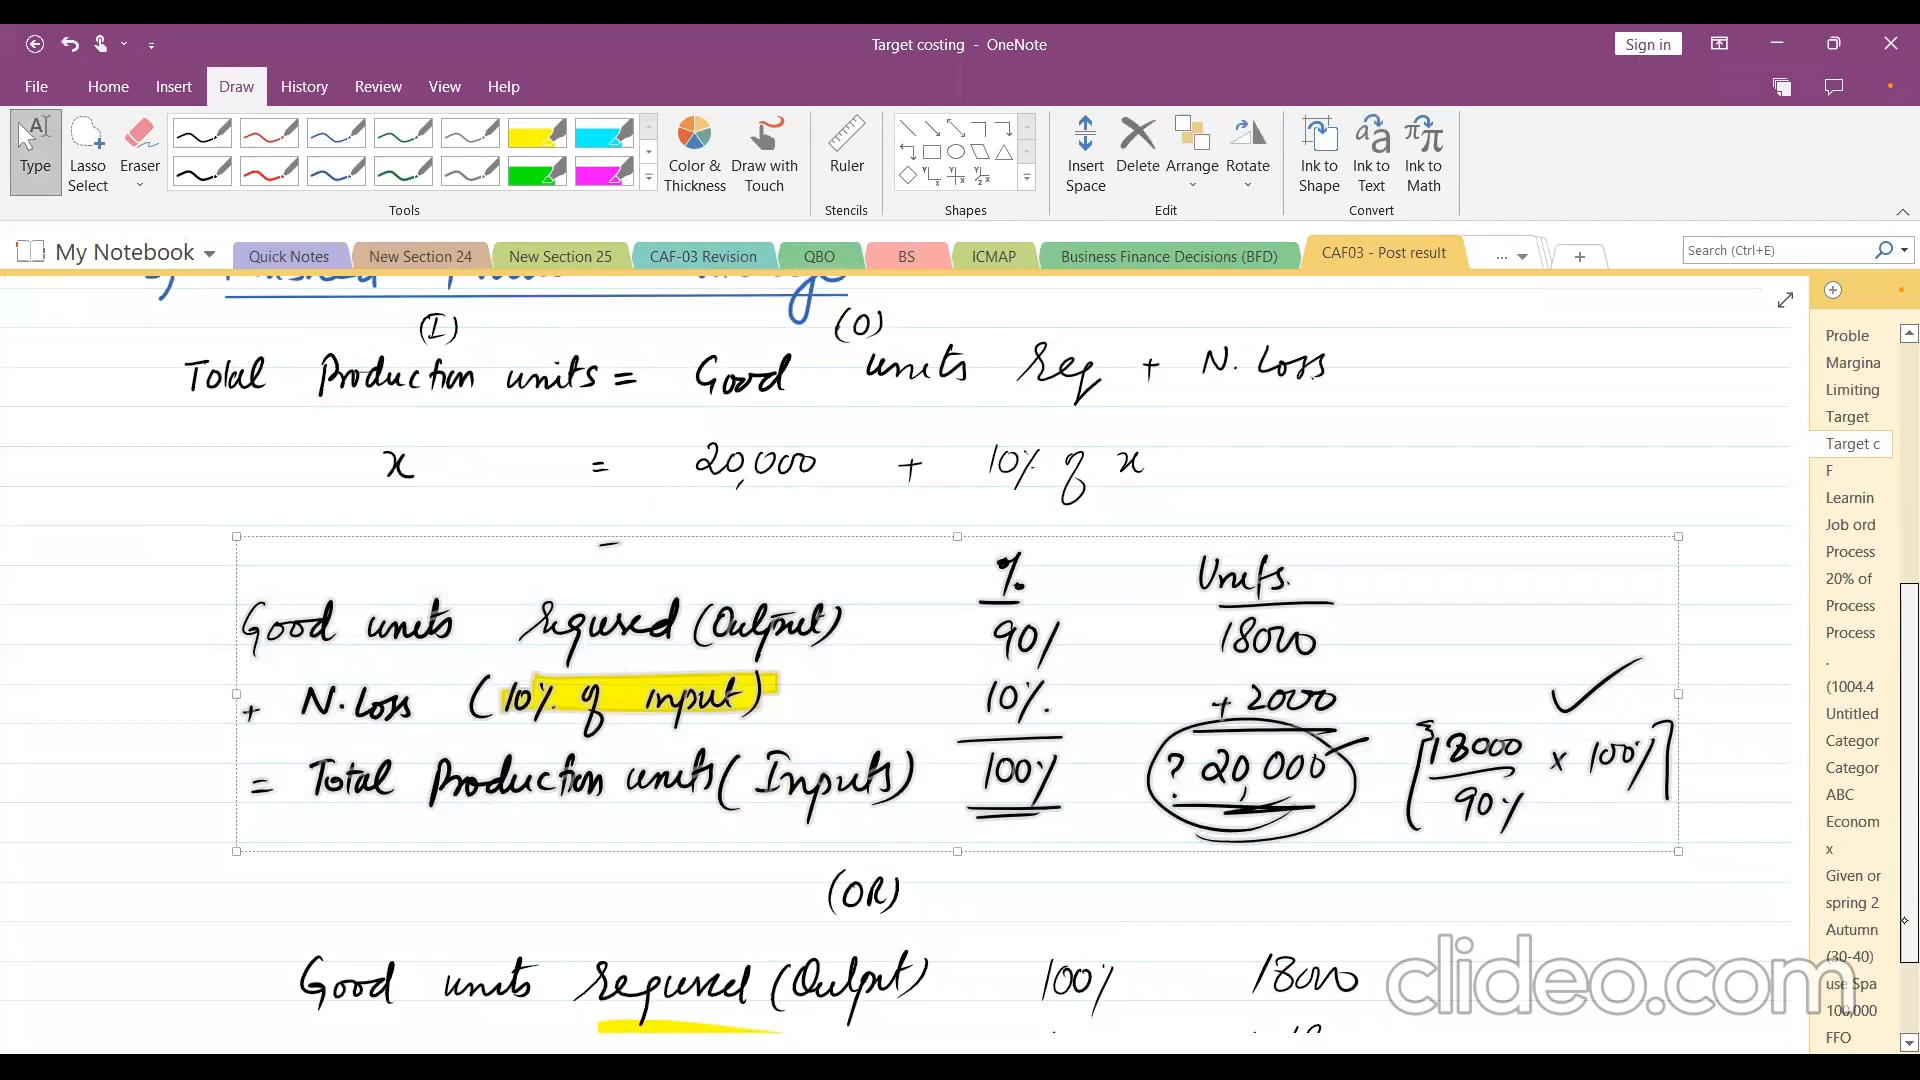 Target costing - OneNote
Sign in
File Home Insert Draw History Review View Help
Type
Lasso Select
Eraser
Color & Thickness
Draw with Touch
Ruler
Insert Space
Delete
Arrange
Rotate
Ink to Shape
Ink to Text
Ink to Math
Tools Stencils Shapes Edit Convert
My Notebook Quick Notes New Section 24 New Section 25 CAF-03 Revision QBO BS ICMAP Business Finance Decisions (BFD) CAF03 - Post result ... Search (Ctrl+E)
(I) (O)
Total Production units = Good units req + N. Loss
x = 20,000 + 10% of x
% Units.
Good units required (Output) 90% 18000
+ N. Loss (10% of input) 10% + 2000
= Total Production units (Inputs) 100% ? 20,000 [18000 / 90% x 100%]
(OR)
Good units required (Output) 100% 18000
Proble
Margina
Limiting
Target
Target c
F
Learnin
Job ord
Process
20% of
Process
Process
.
(1004.4
Untitled
Categor
Categor
ABC
Econom
x
Given or
spring 2
Autumn
(30-40)
use Spa
100,000
FFO
clideo.com